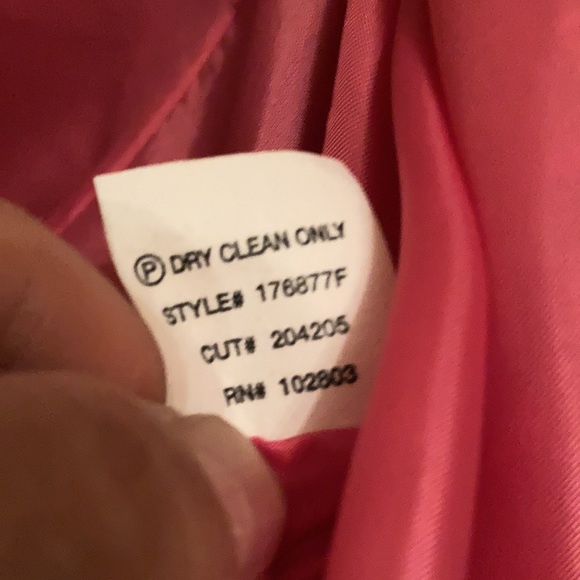 Ⓟ DRY CLEAN ONLY
STYLE# 176877F
CUT# 204205
RN# 102803